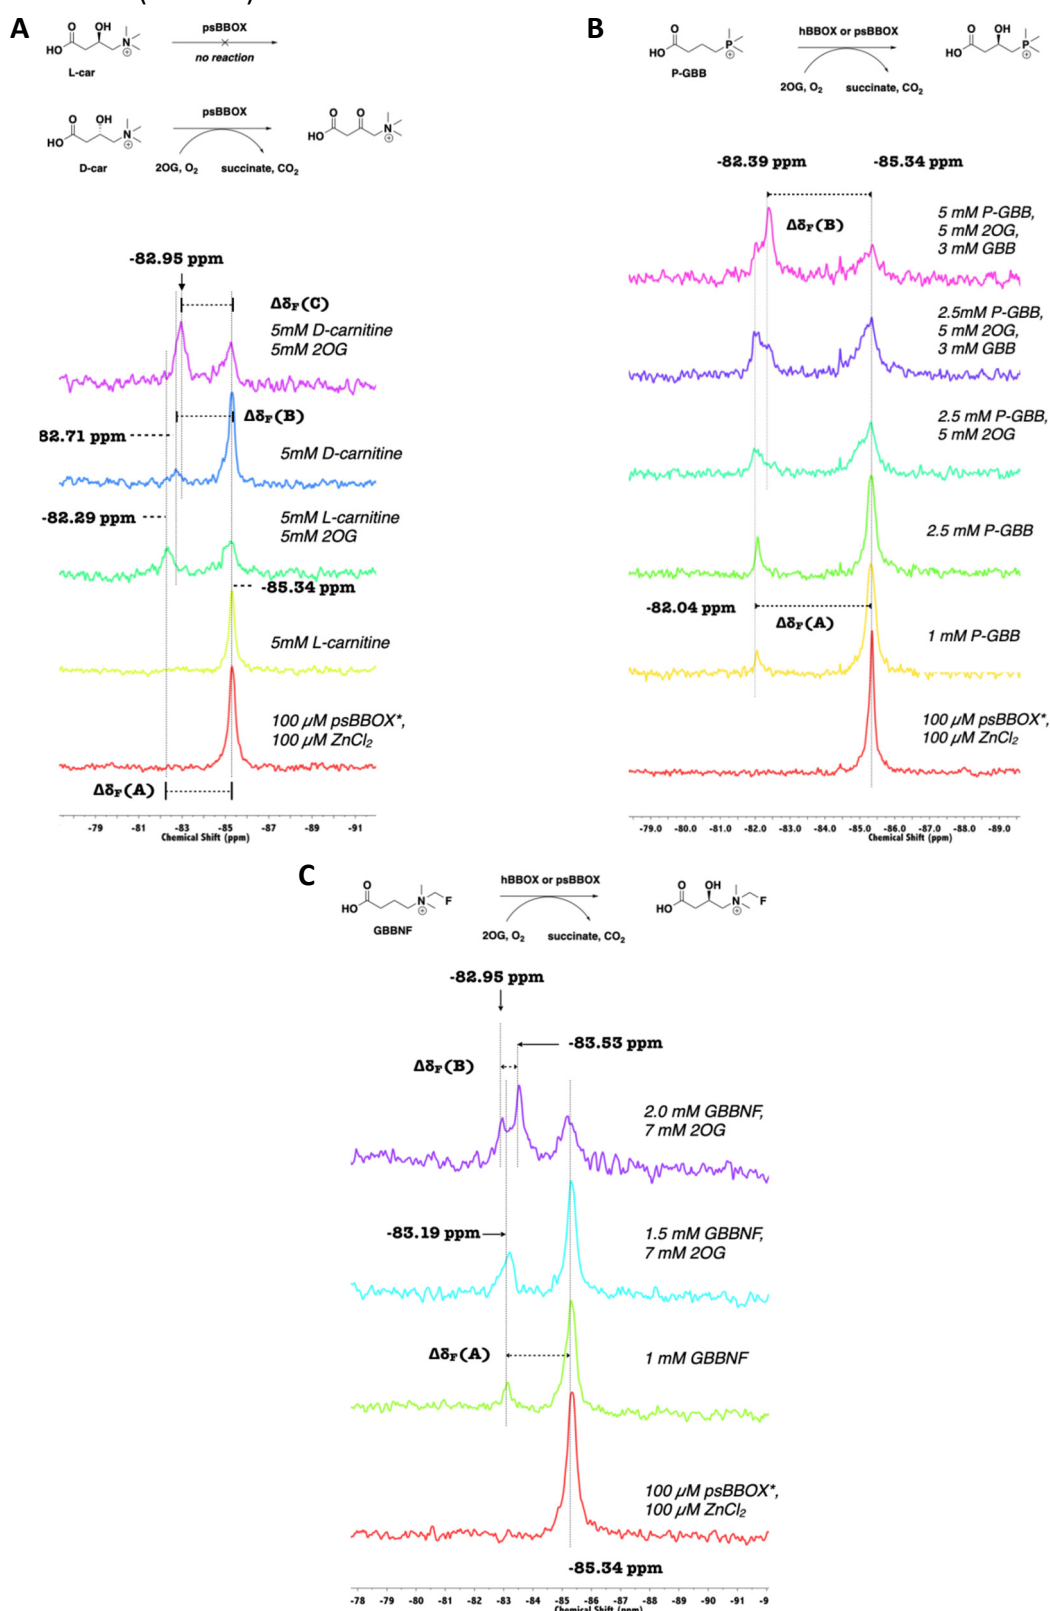 A
O OH
HO N
⊕
L-car
psBBOX
no reaction
O OH
HO N
⊕
D-car
psBBOX
2OG, O2 succinate, CO2
O O
HO N
⊕
-82.95 ppm
ΔδF(C)
5mM D-carnitine
5mM 2OG
ΔδF(B)
82.71 ppm
5mM D-carnitine
-82.29 ppm
5mM L-carnitine
5mM 2OG
-85.34 ppm
5mM L-carnitine
100 µM psBBOX*,
100 µM ZnCl2
ΔδF(A)
-79 -81 -83 -85 -87 -89 -91
Chemical Shift (ppm)
B
O
HO P
⊕
P-GBB
hBBOX or psBBOX
2OG, O2 succinate, CO2
O OH
HO P
⊕
-82.39 ppm -85.34 ppm
ΔδF(B)
5 mM P-GBB,
5 mM 2OG,
3 mM GBB
2.5mM P-GBB,
5 mM 2OG,
3 mM GBB
2.5 mM P-GBB,
5 mM 2OG
2.5 mM P-GBB
-82.04 ppm
ΔδF(A)
1 mM P-GBB
100 µM psBBOX*,
100 µM ZnCl2
-79.0 -80.0 -81.0 -82.0 -83.0 -84.0 -85.0 -86.0 -87.0 -88.0 -89.0
Chemical Shift (ppm)
C
O
HO N F
⊕
GBBNF
hBBOX or psBBOX
2OG, O2 succinate, CO2
O OH
HO N F
⊕
-82.95 ppm
-83.53 ppm
ΔδF(B)
2.0 mM GBBNF,
7 mM 2OG
-83.19 ppm
1.5 mM GBBNF,
7 mM 2OG
ΔδF(A)
1 mM GBBNF
100 µM psBBOX*,
100 µM ZnCl2
-85.34 ppm
-78 -79 -80 -81 -82 -83 -84 -85 -86 -87 -88 -89 -90 -91 -9
Chemical Shift (ppm)